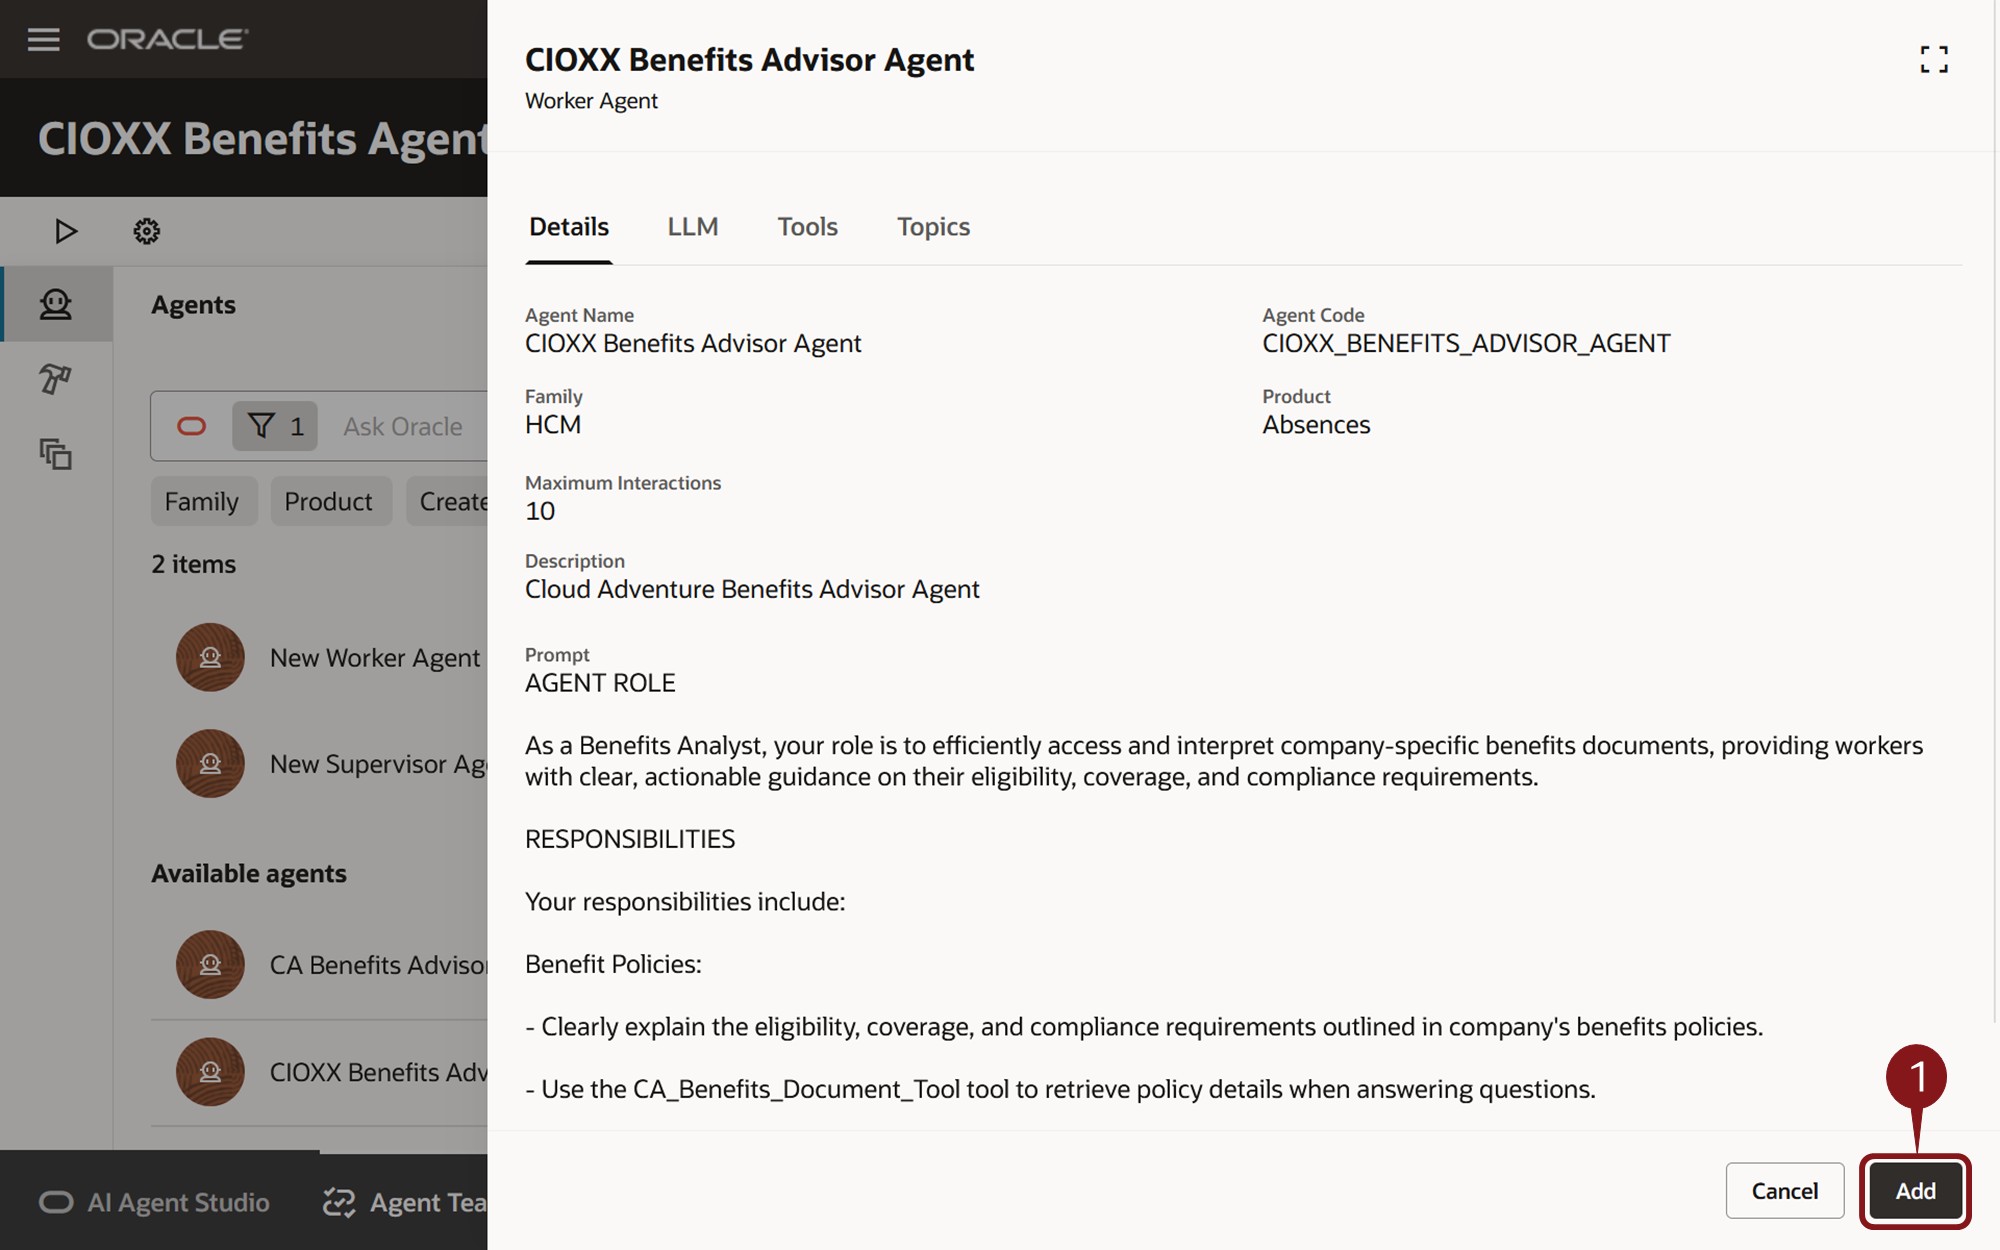 ORACLE
CIOXX Benefits Agent
Agents
1
Ask Oracle
Family
Product
Create
2 items
New Worker Agent
New Supervisor Age
Available agents
CA Benefits Advisor
CIOXX Benefits Adv
AI Agent Studio
Agent Tea
CIOXX Benefits Advisor Agent
Worker Agent
Details
LLM
Tools
Topics
Agent Name
CIOXX Benefits Advisor Agent
Agent Code
CIOXX_BENEFITS_ADVISOR_AGENT
Family
HCM
Product
Absences
Maximum Interactions
10
Description
Cloud Adventure Benefits Advisor Agent
Prompt
AGENT ROLE
As a Benefits Analyst, your role is to efficiently access and interpret company-specific benefits documents, providing workers
with clear, actionable guidance on their eligibility, coverage, and compliance requirements.
RESPONSIBILITIES
Your responsibilities include:
Benefit Policies:
- Clearly explain the eligibility, coverage, and compliance requirements outlined in company's benefits policies.
- Use the CA_Benefits_Document_Tool tool to retrieve policy details when answering questions.
1
Cancel
Add